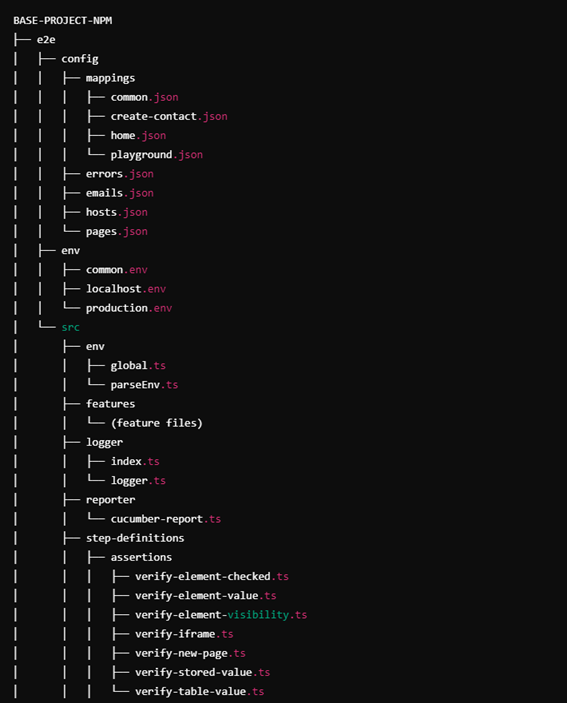 BASE-PROJECT-NPM
├── e2e
│   ├── config
│   │   ├── mappings
│   │   │   ├── common.json
│   │   │   ├── create-contact.json
│   │   │   ├── home.json
│   │   │   └── playground.json
│   │   ├── errors.json
│   │   ├── emails.json
│   │   ├── hosts.json
│   │   └── pages.json
│   ├── env
│   │   ├── common.env
│   │   ├── localhost.env
│   │   └── production.env
│   └── src
│       ├── env
│       │   ├── global.ts
│       │   └── parseEnv.ts
│       ├── features
│       │   └── (feature files)
│       ├── logger
│       │   ├── index.ts
│       │   └── logger.ts
│       ├── reporter
│       │   └── cucumber-report.ts
│       ├── step-definitions
│       │   ├── assertions
│       │   │   ├── verify-element-checked.ts
│       │   │   ├── verify-element-value.ts
│       │   │   ├── verify-element-visibility.ts
│       │   │   ├── verify-iframe.ts
│       │   │   ├── verify-new-page.ts
│       │   │   ├── verify-stored-value.ts
│       │   │   └── verify-table-value.ts